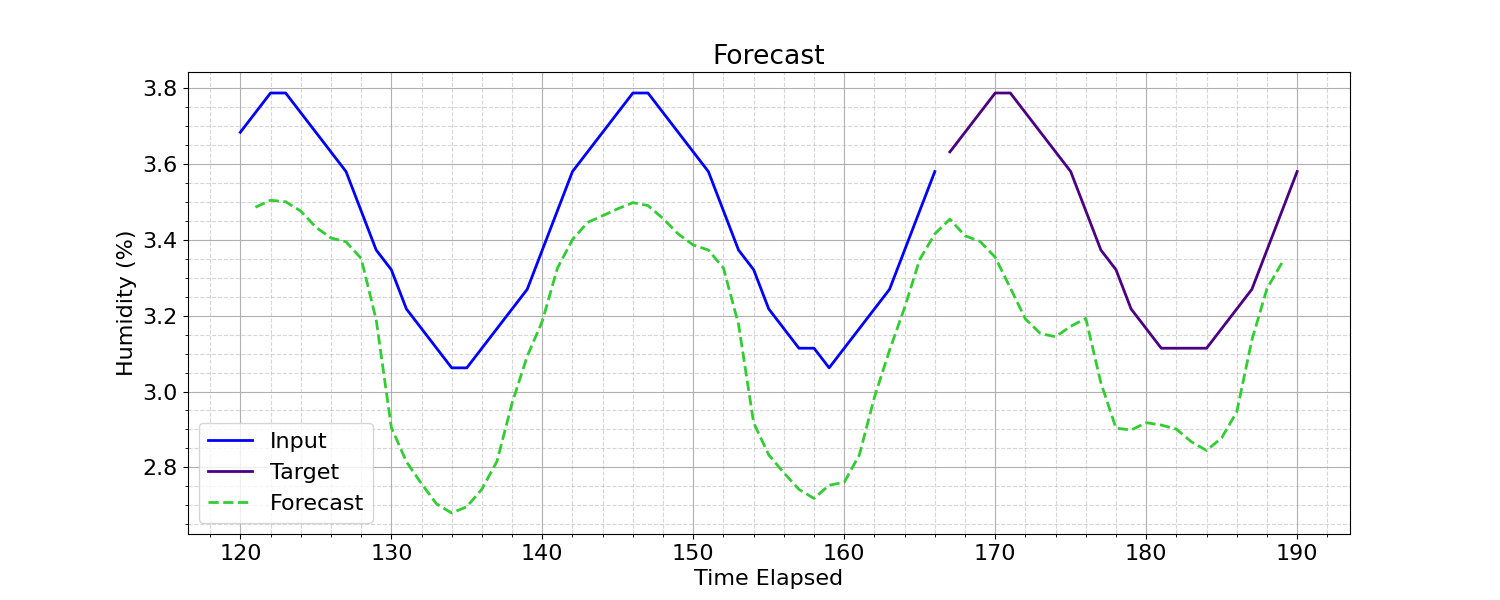 Forecast
3.8
3.6
3.4
3.2
3.0
2.8
Humidity (%)
Input
Target
Forecast
120 130 140 150 160 170 180 190
Time Elapsed